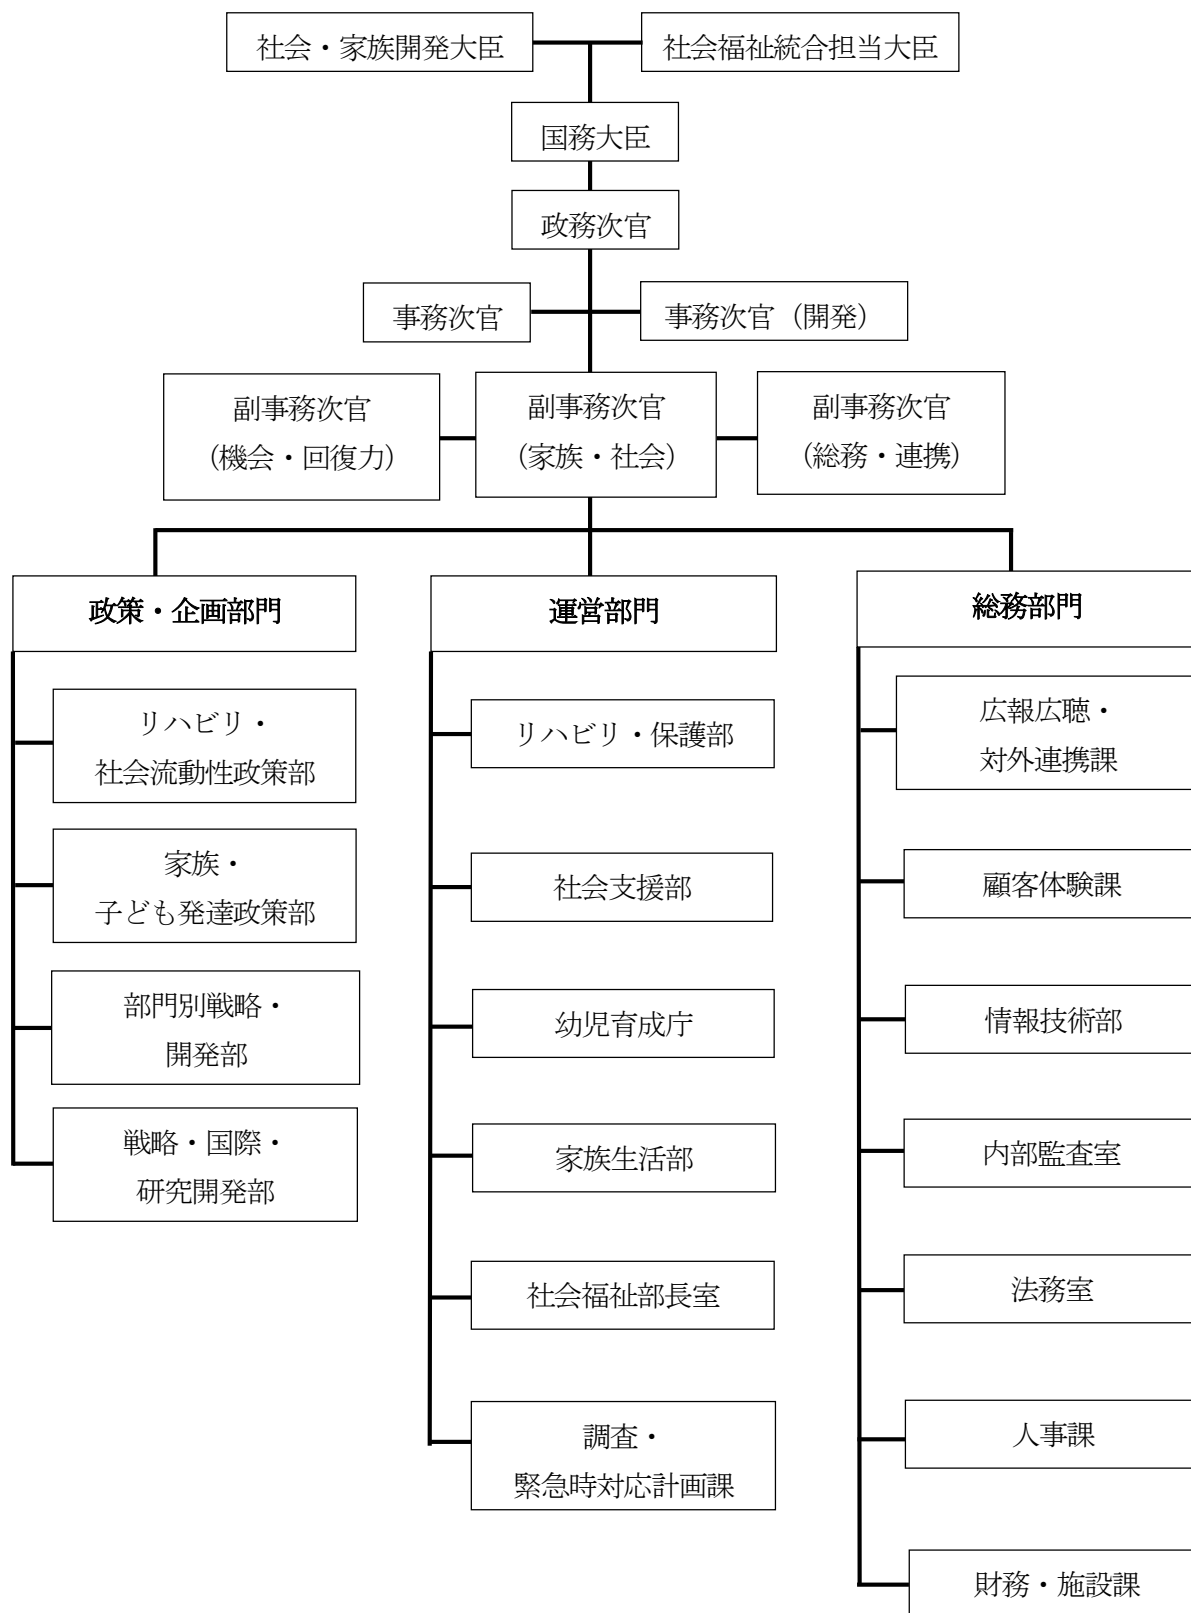 社会・家族開発大臣
社会福祉統合担当大臣
国務大臣
政務次官
事務次官
事務次官（開発）
副事務次官
（機会・回復力）
副事務次官
（家族・社会）
副事務次官
（総務・連携）
政策・企画部門
リハビリ・
社会流動性政策部
家族・
子ども発達政策部
部門別戦略・
開発部
戦略・国際・
研究開発部
運営部門
リハビリ・保護部
社会支援部
幼児育成庁
家族生活部
社会福祉部長室
調査・
緊急時対応計画課
総務部門
広報広聴・
対外連携課
顧客体験課
情報技術部
内部監査室
法務室
人事課
財務・施設課